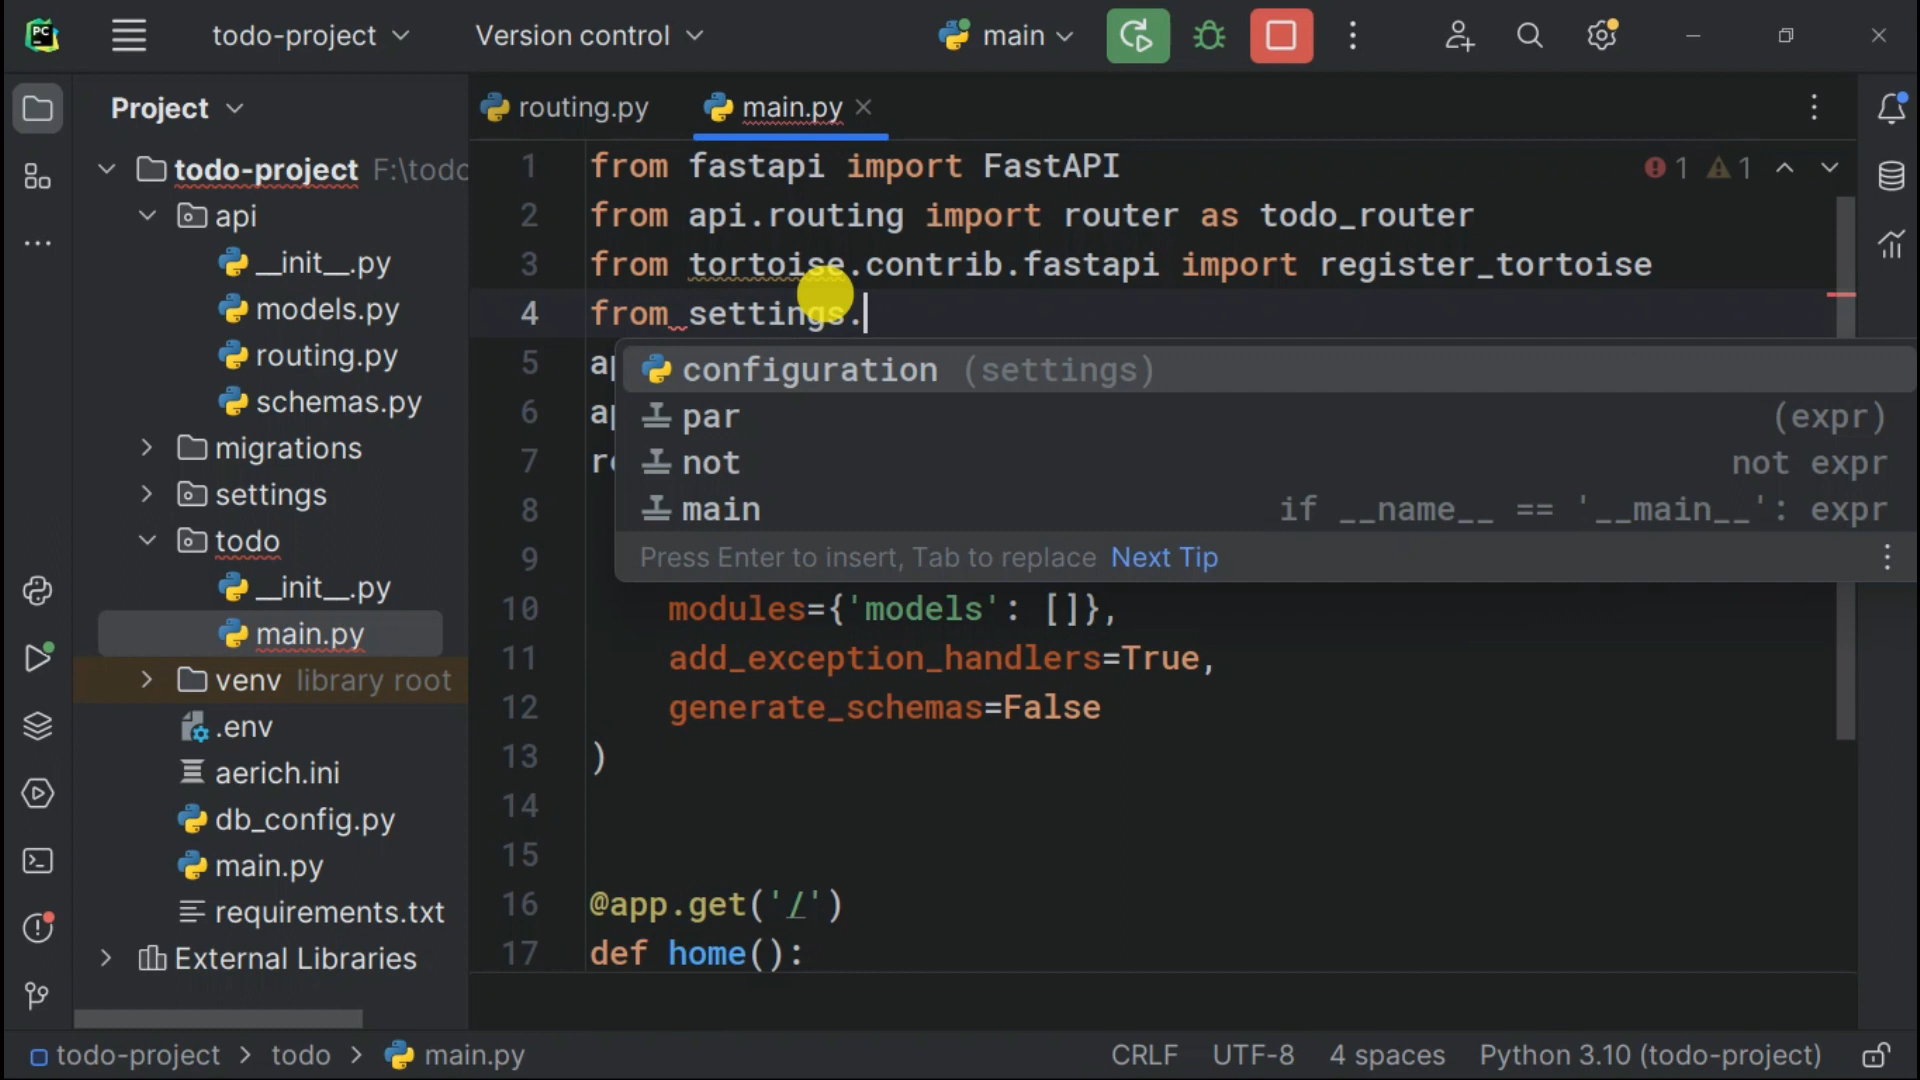 PC todo-project Version control main
Project
routing.py main.py
todo-project F:\todo
api
__init__.py
models.py
routing.py
schemas.py
migrations
settings
todo
__init__.py
main.py
venv library root
.env
aerich.ini
db_config.py
main.py
requirements.txt
External Libraries
1 from fastapi import FastAPI
1 1
2 from api.routing import router as todo_router
3 from tortoise.contrib.fastapi import register_tortoise
4 from settings.
5 ap
6 ap
7 re
8
9
configuration (settings)
par (expr)
not not expr
main if __name__ == '__main__': expr
Press Enter to insert, Tab to replace Next Tip
10 modules={'models': []},
11 add_exception_handlers=True,
12 generate_schemas=False
13 )
14
15
16 @app.get('/')
17 def home():
todo-project > todo > main.py
CRLF UTF-8 4 spaces Python 3.10 (todo-project)